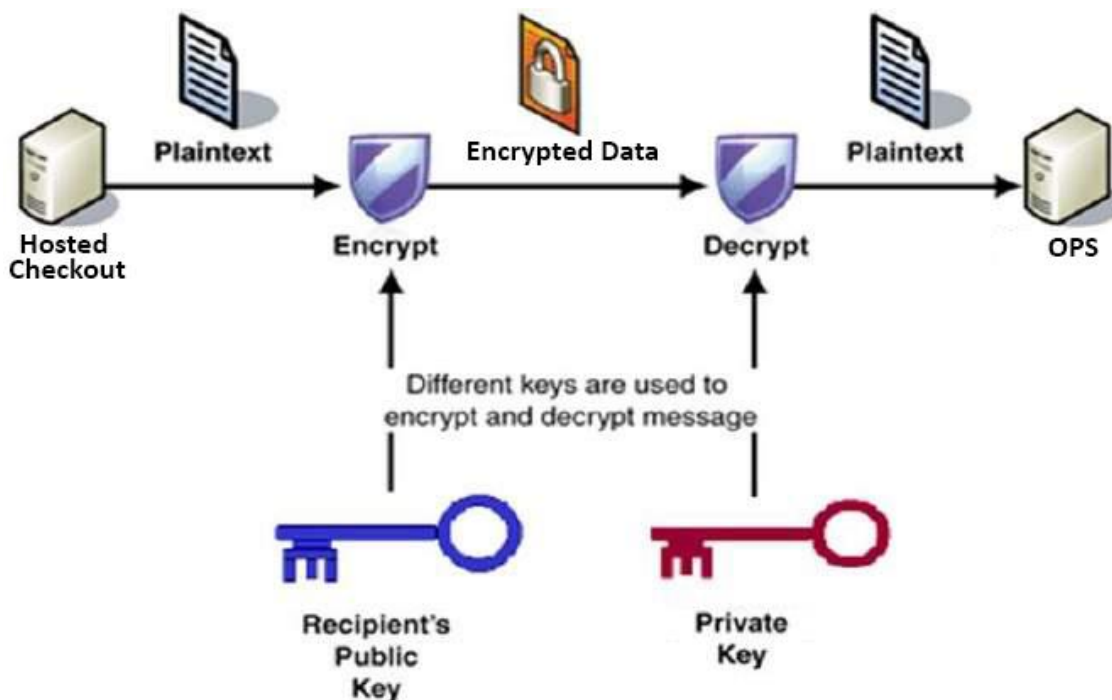 Plaintext
Encrypted Data
Plaintext
Hosted
Checkout
Encrypt
Decrypt
OPS
Different keys are used to
encrypt and decrypt message
Recipient's
Public
Key
Private
Key